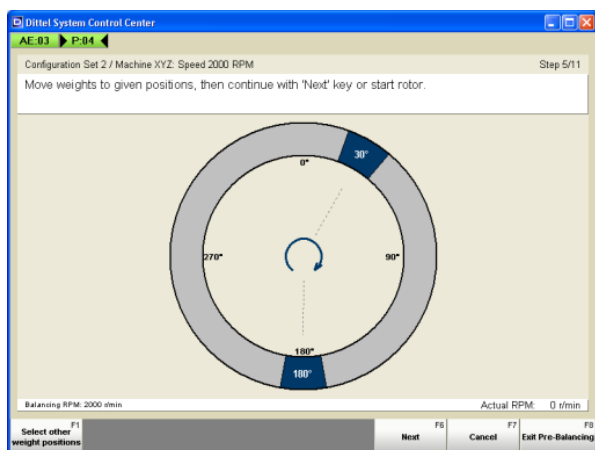 Dittel System Control Center
AE:03 P:04
Configuration Set 2 / Machine XYZ: Speed 2000 RPM Step 5/11
Move weights to given positions, then continue with 'Next' key or start rotor.
30°
0°
270° 90°
180°
180°
Balancing RPM: 2000 r/min Actual RPM: 0 r/min
F1 F6 F7 F8
Select other
weight positions Next Cancel Exit Pre-Balancing